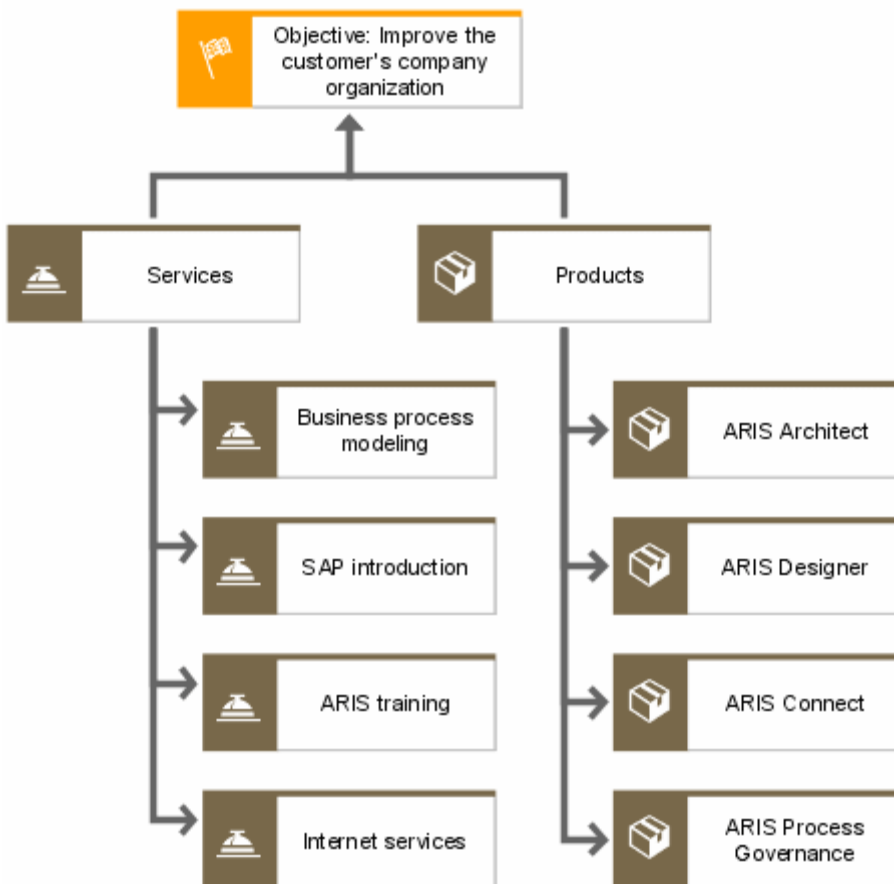 Objective: Improve the
customer's company
organization
Services
Products
Business process
modeling
SAP introduction
ARIS training
Internet services
ARIS Architect
ARIS Designer
ARIS Connect
ARIS Process
Governance